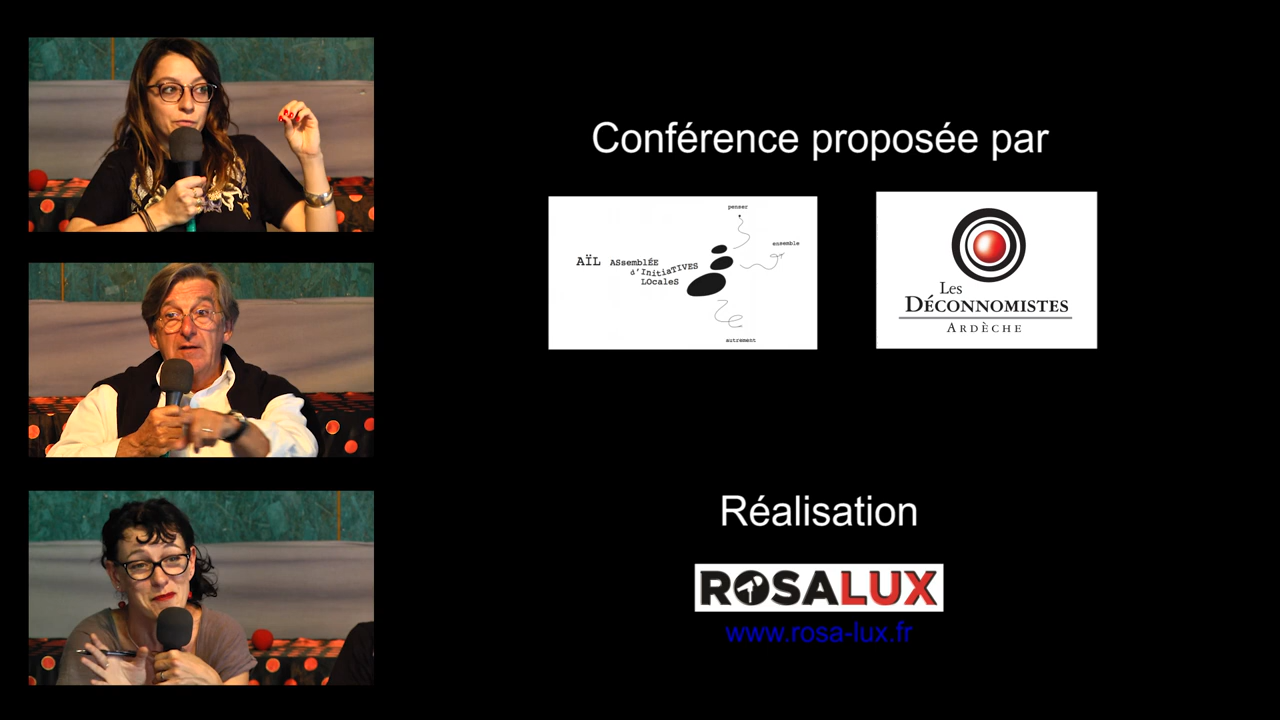 Conférence proposée par
penser
ensemble
AÏL ASsemblÉE
d'InitiaTIVES
LOcaleS
autrement
Les
DÉCONNOMISTES
ARDÈCHE
Réalisation
ROSALUX
www.rosa-lux.fr